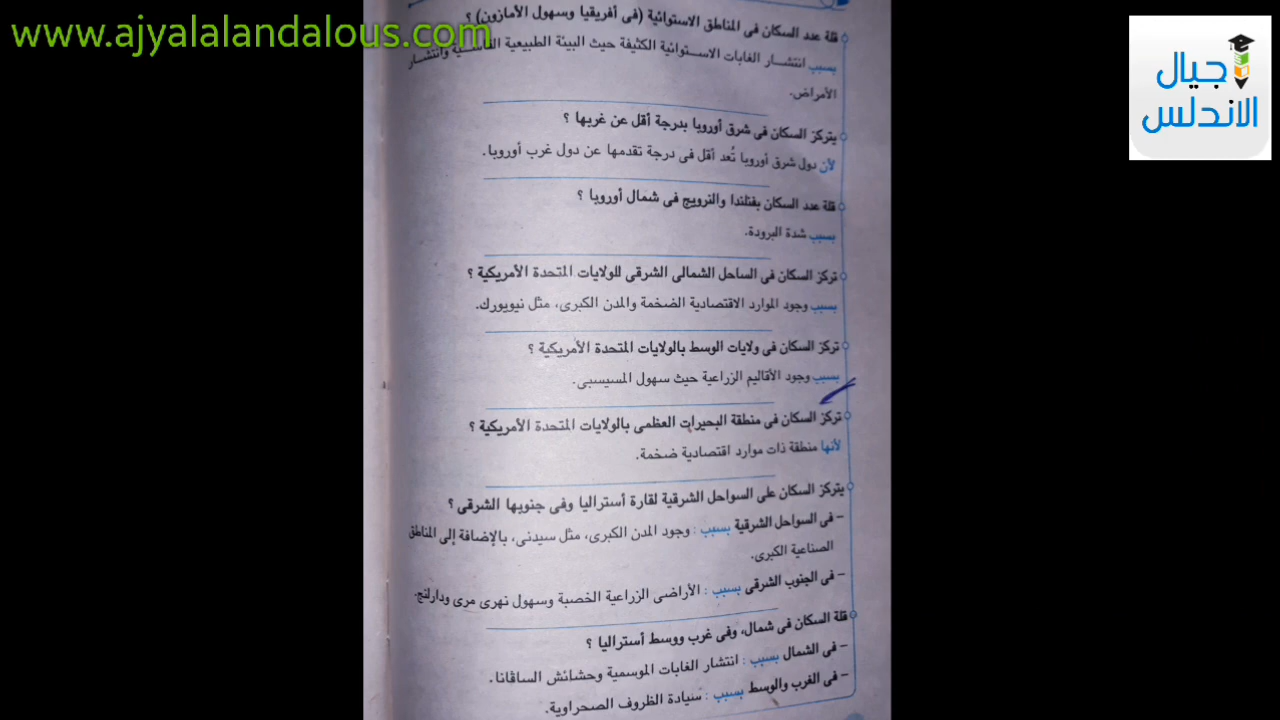 www.ajyalalandalous.com
جيال
الاندلس
قلة عدد السكان فى المناطق الاستوائية (فى أفريقيا وسهول الأمازون) ؟
بسبب انتشار الغابات الاستوائية الكثيفة حيث البيئة الطبيعية القاسية وانتشار
الأمراض.
يتركز السكان فى شرق أوروبا بدرجة أقل عن غربها ؟
لأن دول شرق أوروبا تُعد أقل فى درجة تقدمها عن دول غرب أوروبا.
قلة عدد السكان بفنلندا والنرويج فى شمال أوروبا ؟
بسبب شدة البرودة.
تركز السكان فى الساحل الشمالى الشرقى للولايات المتحدة الأمريكية ؟
بسبب وجود الموارد الاقتصادية الضخمة والمدن الكبرى، مثل نيويورك.
تركز السكان فى ولايات الوسط بالولايات المتحدة الأمريكية ؟
بسبب وجود الأقاليم الزراعية حيث سهول المسيسبى.
تركز السكان فى منطقة البحيرات العظمى بالولايات المتحدة الأمريكية ؟
لأنها منطقة ذات موارد اقتصادية ضخمة.
يتركز السكان على السواحل الشرقية لقارة أستراليا وفى جنوبها الشرقى ؟
– فى السواحل الشرقية بسبب : وجود المدن الكبرى، مثل سيدنى، بالإضافة إلى المناطق
الصناعية الكبرى.
– فى الجنوب الشرقى بسبب : الأراضى الزراعية الخصبة وسهول نهرى مرى ودارلنج.
قلة السكان فى شمال، وفى غرب ووسط أستراليا ؟
– فى الشمال بسبب : انتشار الغابات الموسمية وحشائش الساڤانا.
– فى الغرب والوسط بسبب : سيادة الظروف الصحراوية.